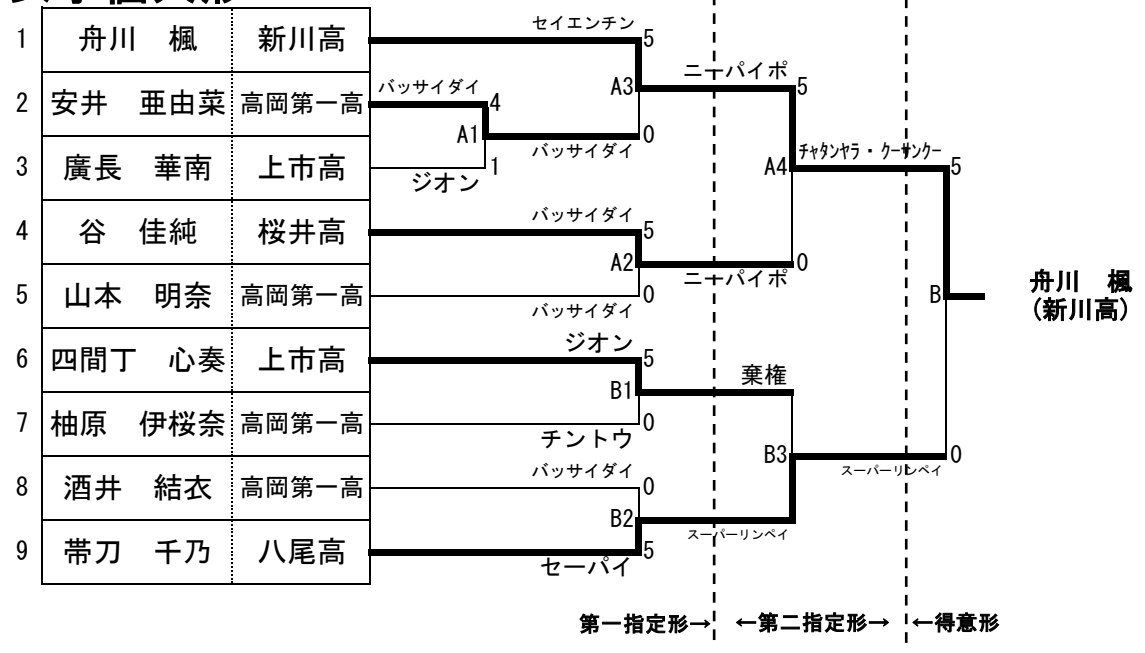 1 舟川 楓 新川高
2 安井 亜由菜 高岡第一高
3 廣長 華南 上市高
4 谷 佳純 桜井高
5 山本 明奈 高岡第一高
6 四間丁 心奏 上市高
7 柚原 伊桜奈 高岡第一高
8 酒井 結衣 高岡第一高
9 帯刀 千乃 八尾高
セイエンチン
5
バッサイダイ
4
A1
1
ジオン
A3
0
バッサイダイ
バッサイダイ
5
A2
0
バッサイダイ
ジオン
5
B1
0
チントウ
バッサイダイ
0
B2
5
セーパイ
ニーパイポ
5
A4
0
ニーパイポ
棄権
B3
スーパーリンペイ
チャタンヤラ・クーサンクー
5
B
0
スーパーリンペイ
舟川 楓
(新川高)
第一指定形→
←第二指定形→
←得意形